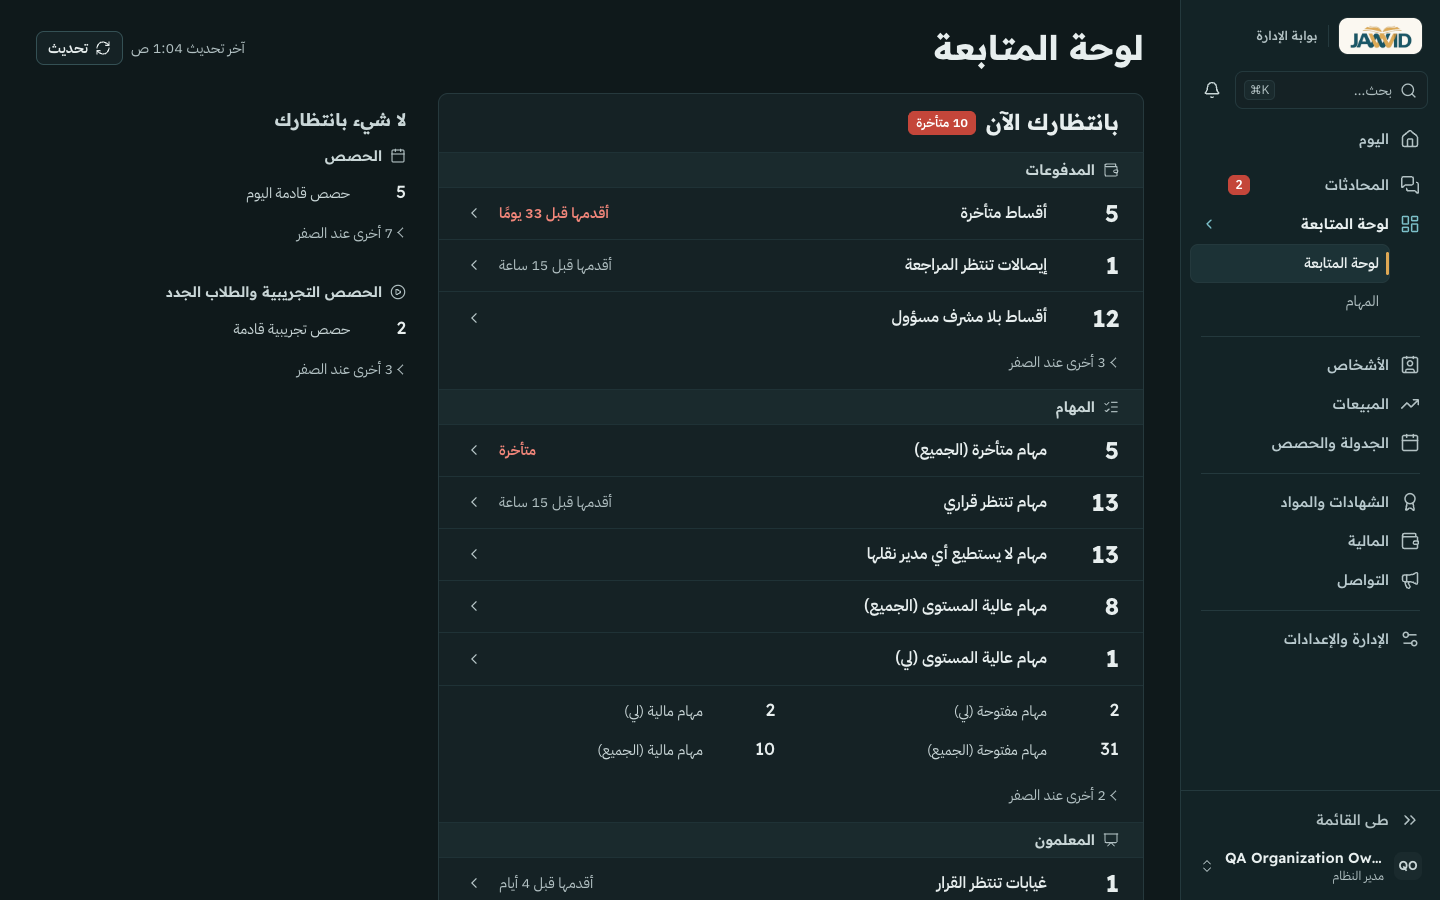 JAWID
بوابة الإدارة
بحث...
⌘K
اليوم
المحادثات
2
لوحة المتابعة
لوحة المتابعة
المهام
الأشخاص
المبيعات
الجدولة والحصص
الشهادات والمواد
المالية
التواصل
الإدارة والإعدادات
طي القائمة
QO
QA Organization Ow...
مدير النظام
لوحة المتابعة
آخر تحديث 1:04 ص
تحديث
بانتظارك الآن
10 متأخرة
المدفوعات
5 أقساط متأخرة أقدمها قبل 33 يومًا
1 إيصالات تنتظر المراجعة أقدمها قبل 15 ساعة
12 أقساط بلا مشرف مسؤول
3 أخرى عند الصفر
المهام
5 مهام متأخرة (الجميع) متأخرة
13 مهام تنتظر قراري أقدمها قبل 15 ساعة
13 مهام لا يستطيع أي مدير نقلها
8 مهام عالية المستوى (الجميع)
1 مهام عالية المستوى (لي)
2 مهام مفتوحة (لي) 2 مهام مالية (لي)
31 مهام مفتوحة (الجميع) 10 مهام مالية (الجميع)
2 أخرى عند الصفر
المعلمون
1 غيابات تنتظر القرار أقدمها قبل 4 أيام
لا شيء بانتظارك
الحصص
5 حصص قادمة اليوم
7 أخرى عند الصفر
الحصص التجريبية والطلاب الجدد
2 حصص تجريبية قادمة
3 أخرى عند الصفر